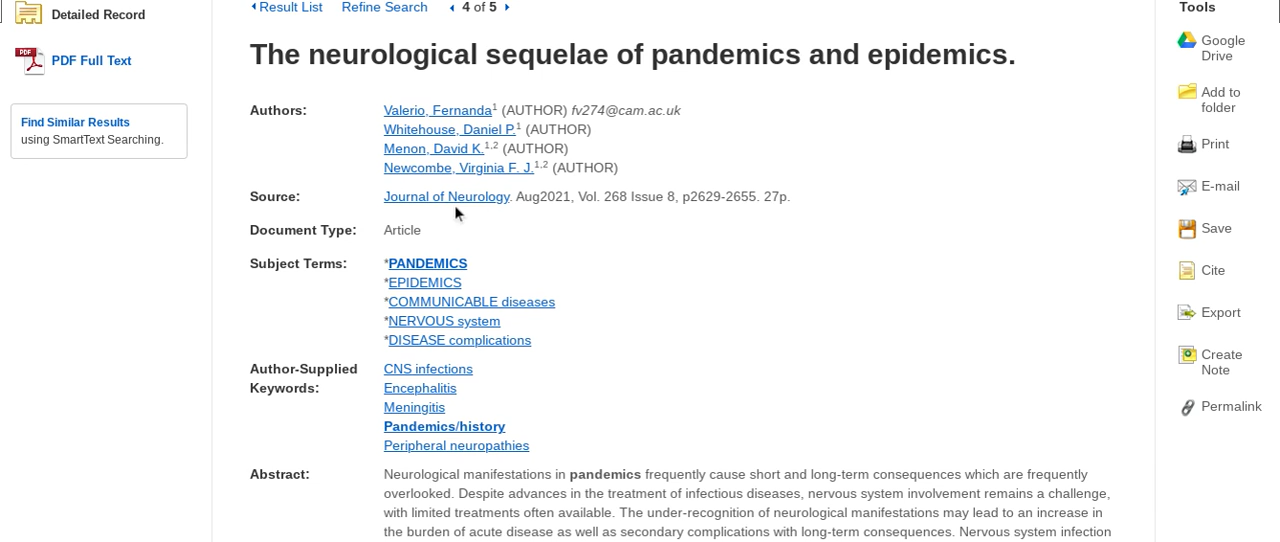 Detailed Record
PDF Full Text
Find Similar Results
using SmartText Searching.
Result List Refine Search 4 of 5
The neurological sequelae of pandemics and epidemics.
Authors: Valerio, Fernanda1 (AUTHOR) fv274@cam.ac.uk
Whitehouse, Daniel P.1 (AUTHOR)
Menon, David K.1,2 (AUTHOR)
Newcombe, Virginia F. J.1,2 (AUTHOR)
Source: Journal of Neurology. Aug2021, Vol. 268 Issue 8, p2629-2655. 27p.
Document Type: Article
Subject Terms: *PANDEMICS
*EPIDEMICS
*COMMUNICABLE diseases
*NERVOUS system
*DISEASE complications
Author-Supplied CNS infections
Keywords: Encephalitis
Meningitis
Pandemics/history
Peripheral neuropathies
Abstract: Neurological manifestations in pandemics frequently cause short and long-term consequences which are frequently
overlooked. Despite advances in the treatment of infectious diseases, nervous system involvement remains a challenge,
with limited treatments often available. The under-recognition of neurological manifestations may lead to an increase in
the burden of acute disease as well as secondary complications with long-term consequences. Nervous system infection
Tools
Google
Drive
Add to
folder
Print
E-mail
Save
Cite
Export
Create
Note
Permalink